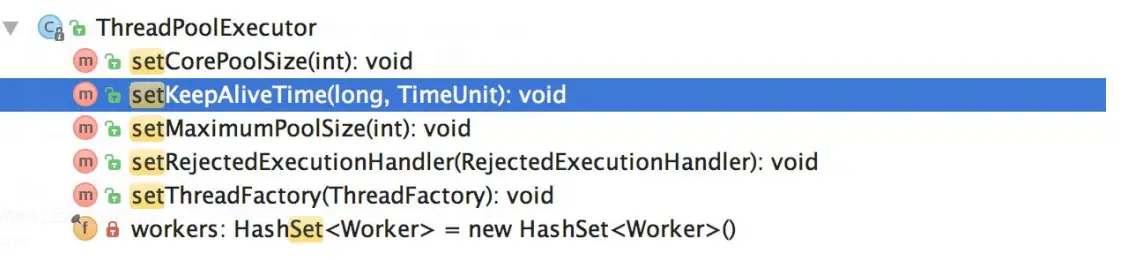 ThreadPoolExecutor
m setCorePoolSize(int): void
m setKeepAliveTime(long, TimeUnit): void
m setMaximumPoolSize(int): void
m setRejectedExecutionHandler(RejectedExecutionHandler): void
m setThreadFactory(ThreadFactory): void
f workers: HashSet<Worker> = new HashSet<Worker>()